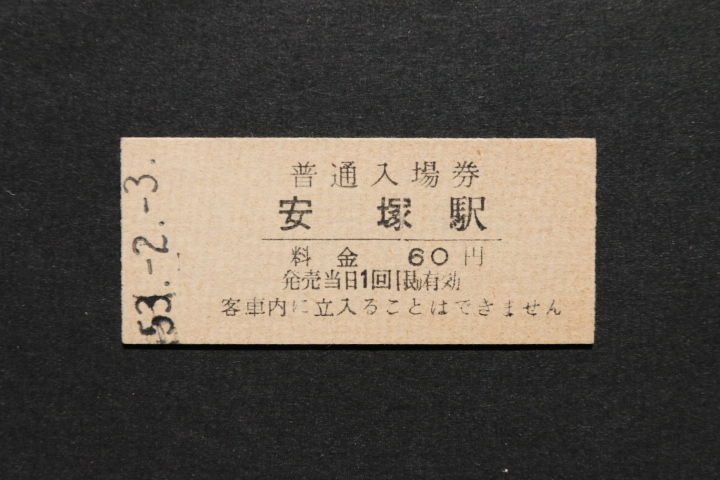 普通入場券
安塚駅
料金 60円
発売当日1回限有効
客車内に立入ることはできません
53.-2.-3.